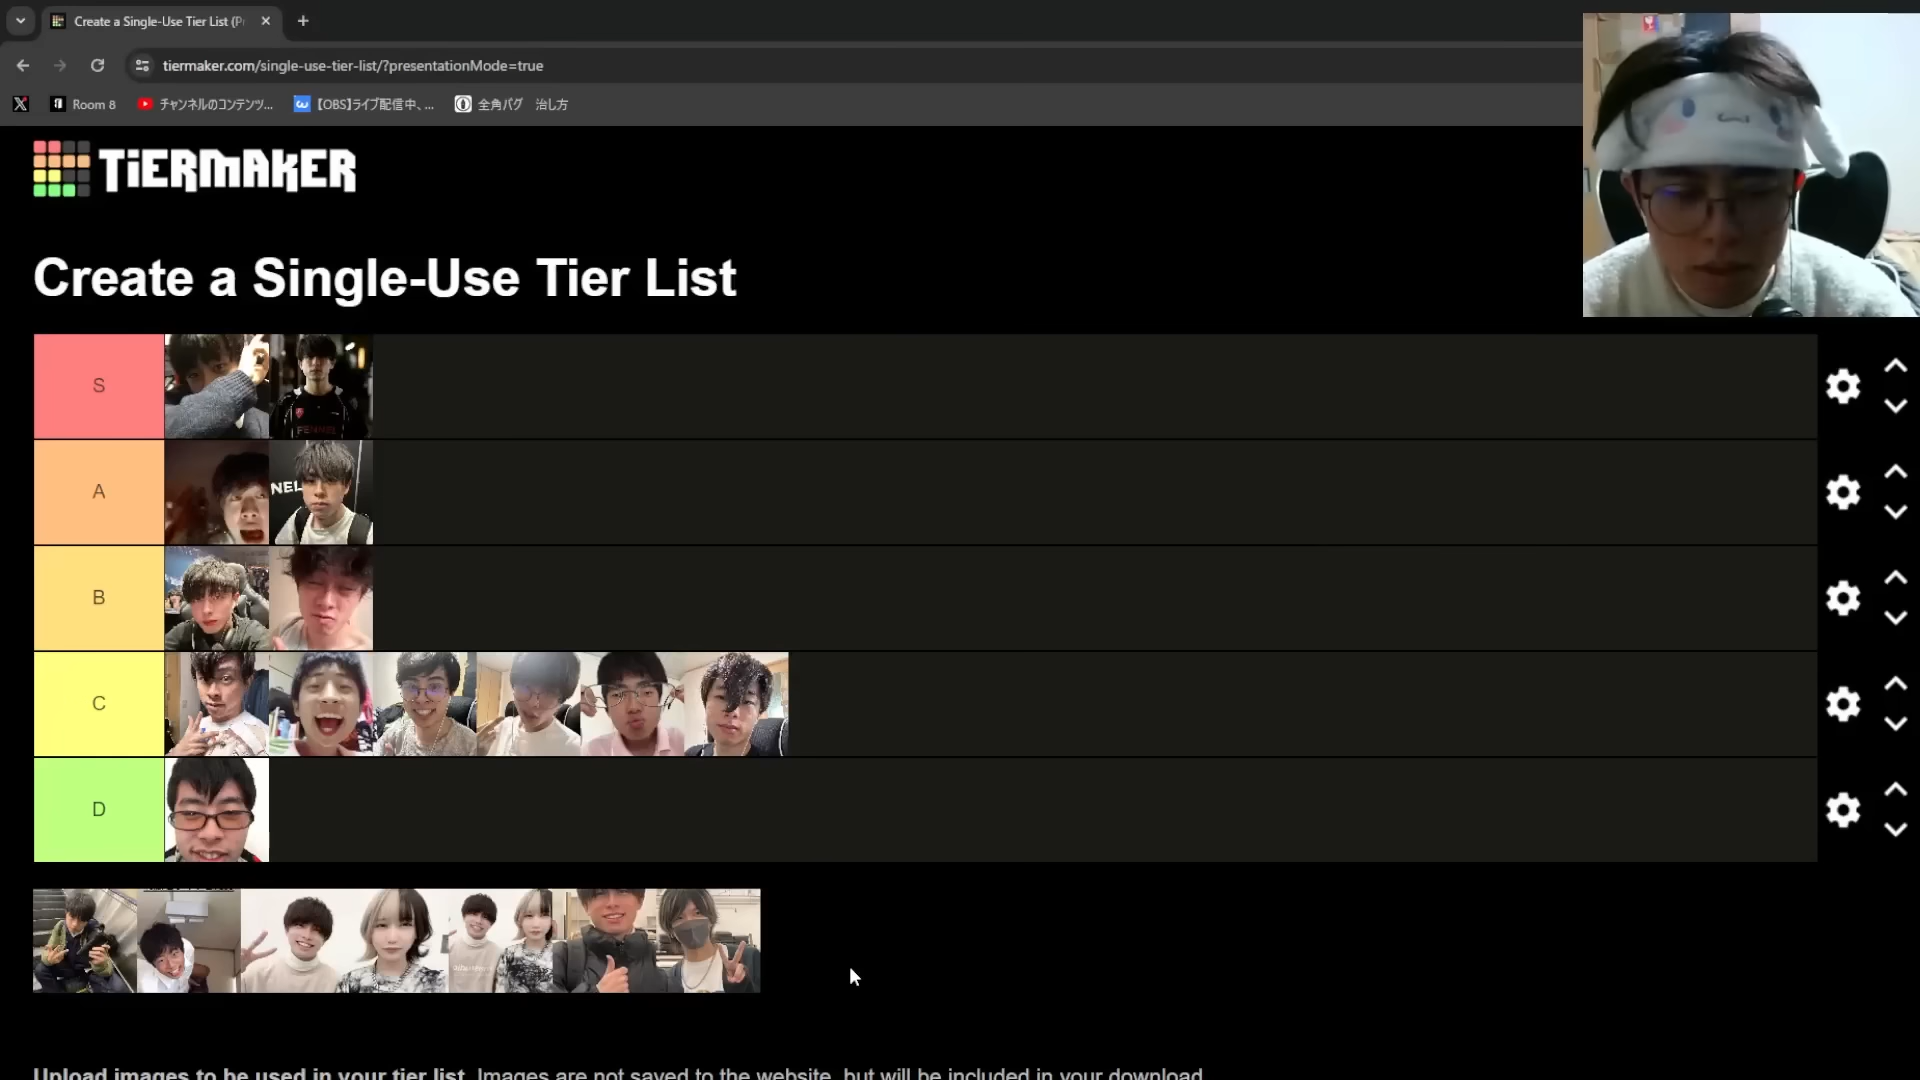 Create a Single-Use Tier List (P
tiermaker.com/single-use-tier-list/?presentationMode=true
Room 8
チャンネルのコンテンツ...
【OBS】ライブ配信中、...
全角バグ 治し方
TiERMAKER
Create a Single-Use Tier List
S
A
NEL
B
C
D
Upload images to be used in your tier list. Images are not saved to the website, but will be included in your download